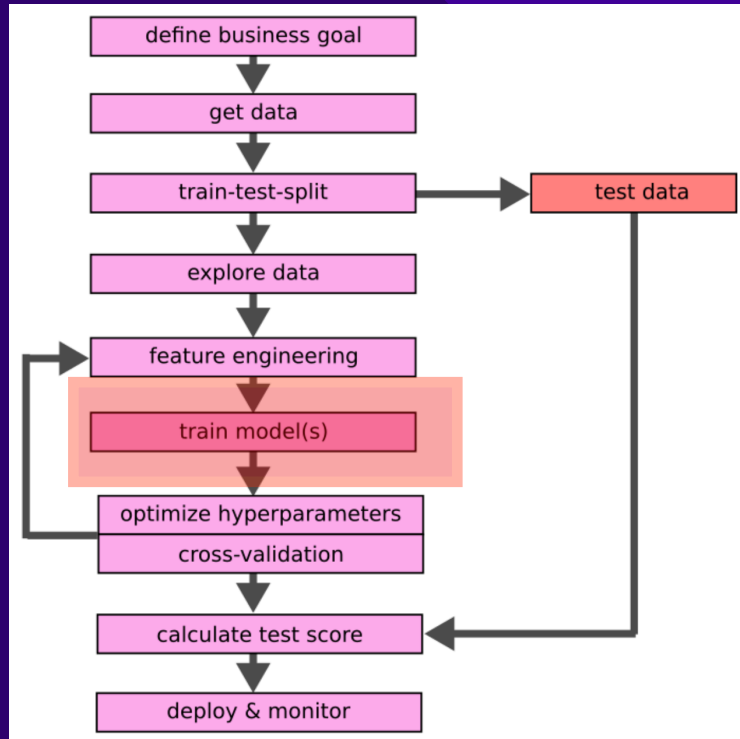 define business goal
get data
train-test-split
test data
explore data
feature engineering
train model(s)
optimize hyperparameters
cross-validation
calculate test score
deploy & monitor